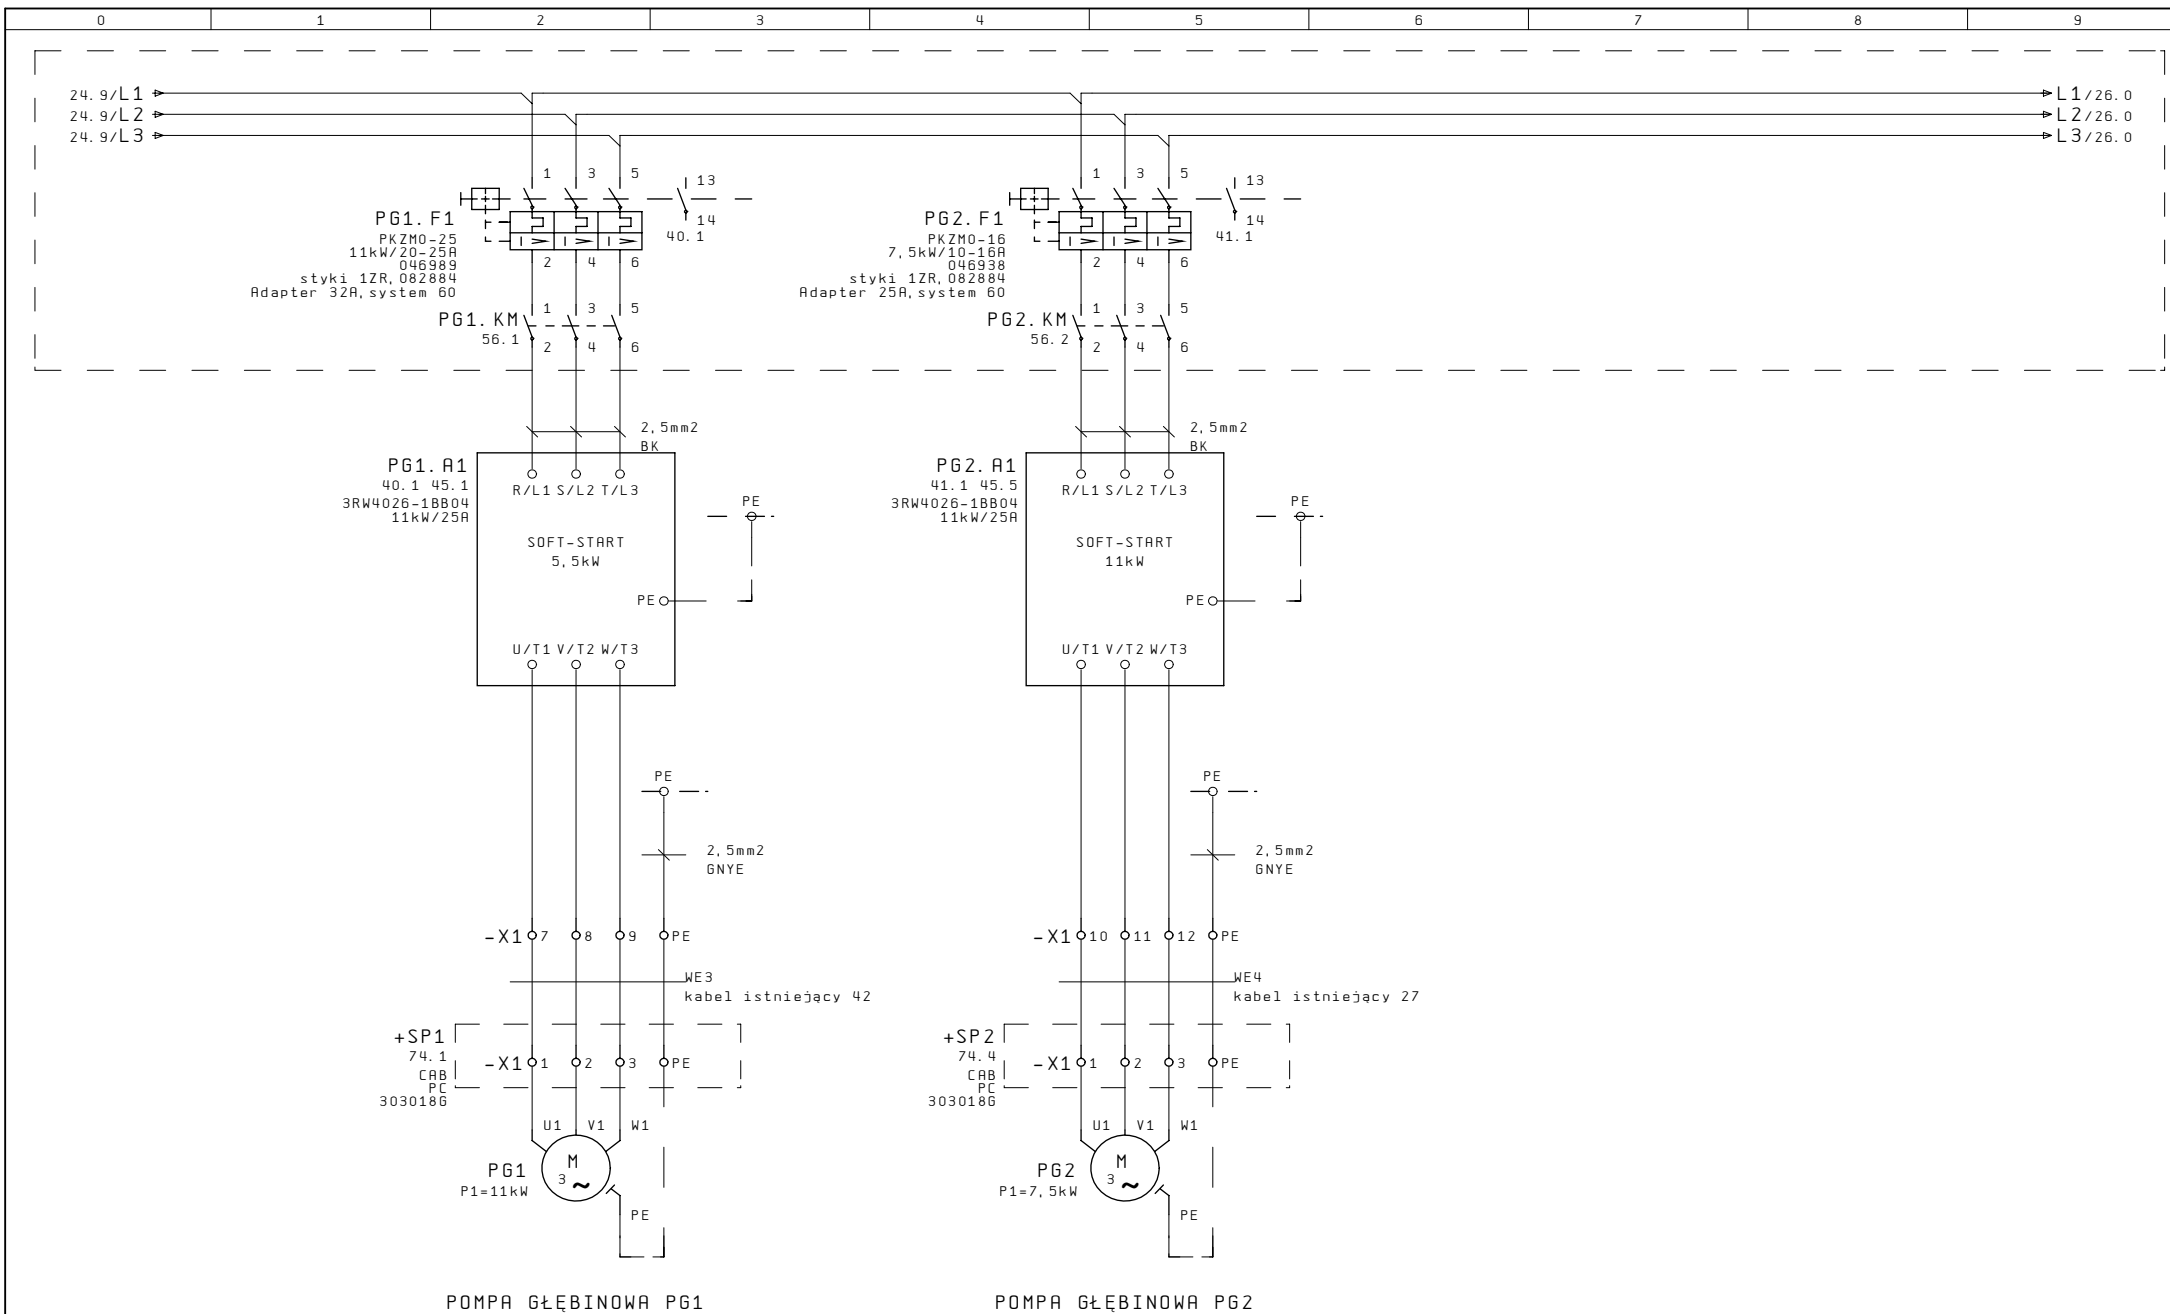 0 1 2 3 4 5 6 7 8 9
24.9/L1 L1/26.0
24.9/L2 L2/26.0
24.9/L3 L3/26.0
1 3 5 13
14
40.1
PG1.F1
PKZM0-25
11kW/20-25A
046989
styki 1ZR,082884
Adapter 32A,system 60
2 4 6
PG1.KM
56.1
1 3 5
2 4 6
1 3 5 13
14
41.1
PG2.F1
PKZM0-16
7,5kW/10-16A
046938
styki 1ZR,082884
Adapter 25A,system 60
2 4 6
PG2.KM
56.2
1 3 5
2 4 6
2,5mm2
BK
PG1.A1
40.1 45.1
3RW4026-1BB04
11kW/25A
R/L1 S/L2 T/L3
SOFT-START
5,5kW
PE
PE
U/T1 V/T2 W/T3
2,5mm2
BK
PG2.A1
41.1 45.5
3RW4026-1BB04
11kW/25A
R/L1 S/L2 T/L3
SOFT-START
11kW
PE
PE
U/T1 V/T2 W/T3
PE
2,5mm2
GNYE
-X1 7 8 9 PE
WE3
kabel istniejący 42
+SP1
74.1
CAB
PC
303018G
-X1 1 2 3 PE
U1 V1 W1
M
3 ~
PG1
P1=11kW
PE
POMPA GŁĘBINOWA PG1
PE
2,5mm2
GNYE
-X1 10 11 12 PE
WE4
kabel istniejący 27
+SP2
74.4
CAB
PC
303018G
-X1 1 2 3 PE
U1 V1 W1
M
3 ~
PG2
P1=7,5kW
PE
POMPA GŁĘBINOWA PG2